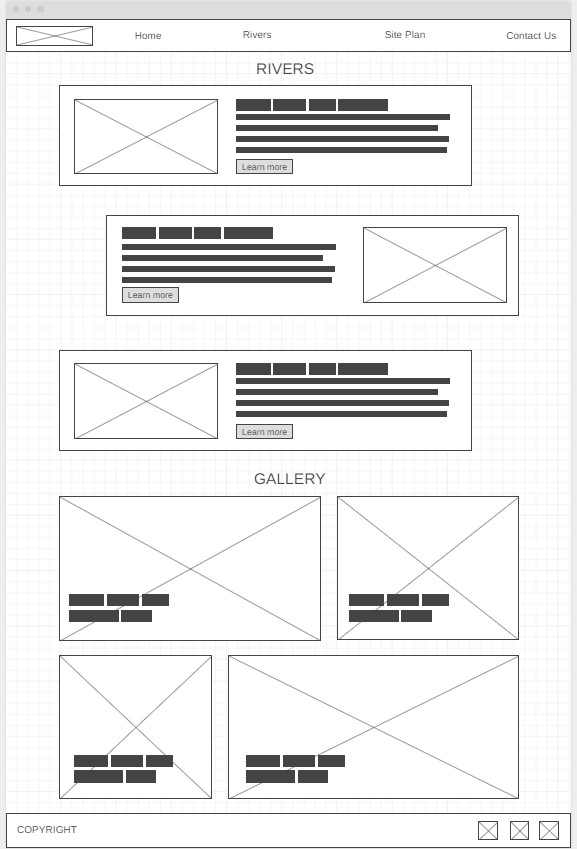 Home
Rivers
Site Plan
Contact Us
RIVERS
Learn more
Learn more
Learn more
GALLERY
COPYRIGHT